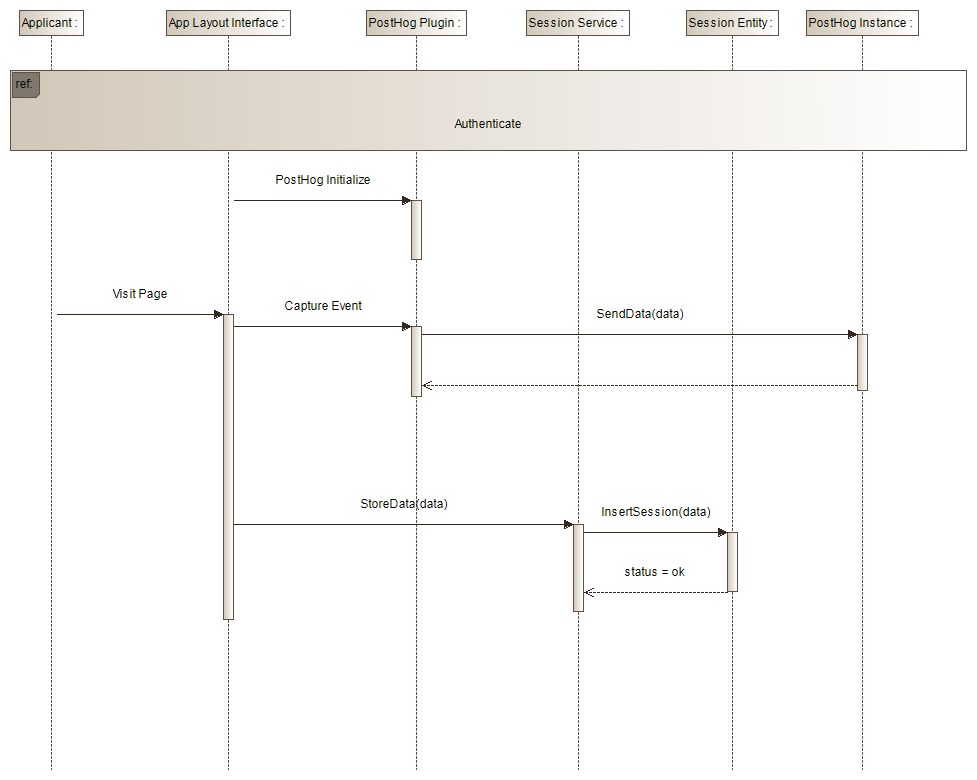 Applicant :
App Layout Interface :
PostHog Plugin :
Session Service :
Session Entity :
PostHog Instance :
ref:
Authenticate
PostHog Initialize
Visit Page
Capture Event
SendData(data)
StoreData(data)
InsertSession(data)
status = ok